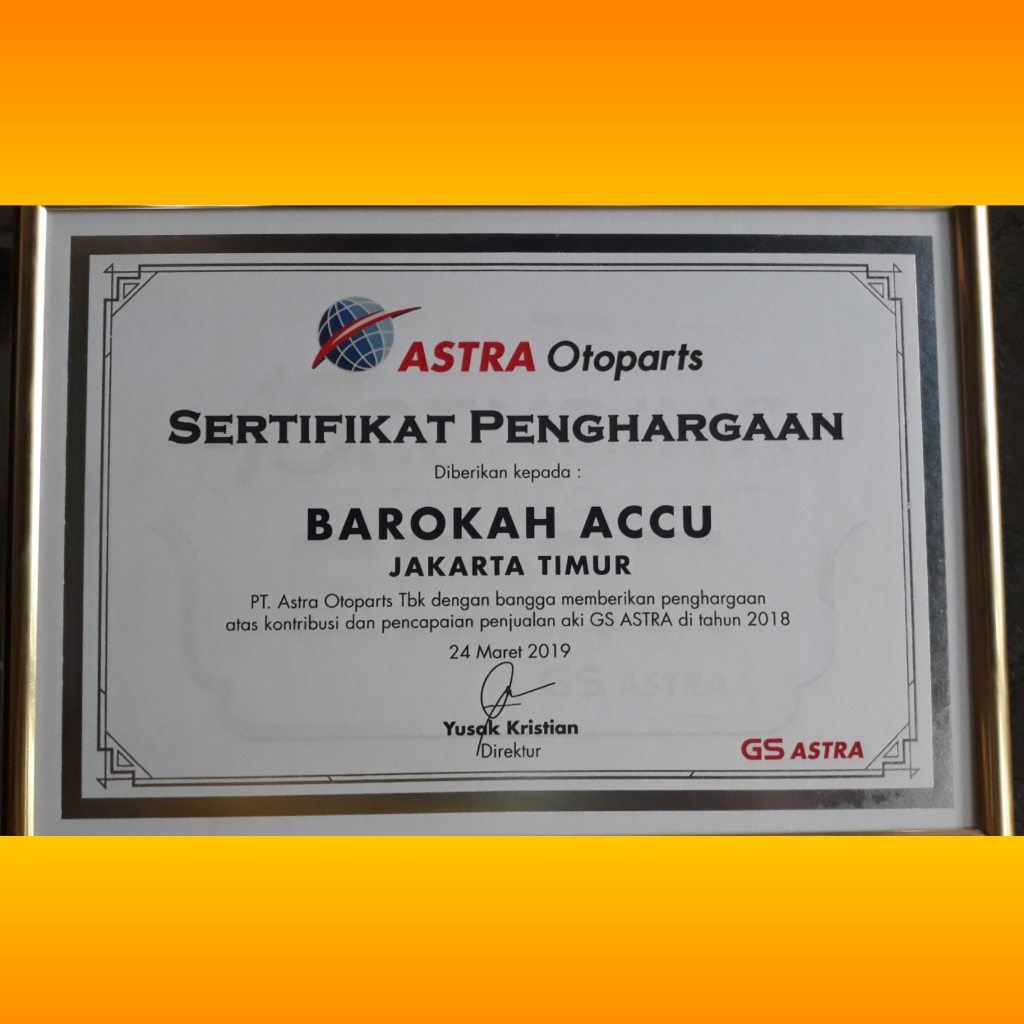 ASTRA Otoparts
SERTIFIKAT PENGHARGAAN
Diberikan kepada :
BAROKAH ACCU
JAKARTA TIMUR
PT. Astra Otoparts Tbk dengan bangga memberikan penghargaan
atas kontribusi dan pencapaian penjualan aki GS ASTRA di tahun 2018
24 Maret 2019
Yusak Kristian
Direktur
GS ASTRA